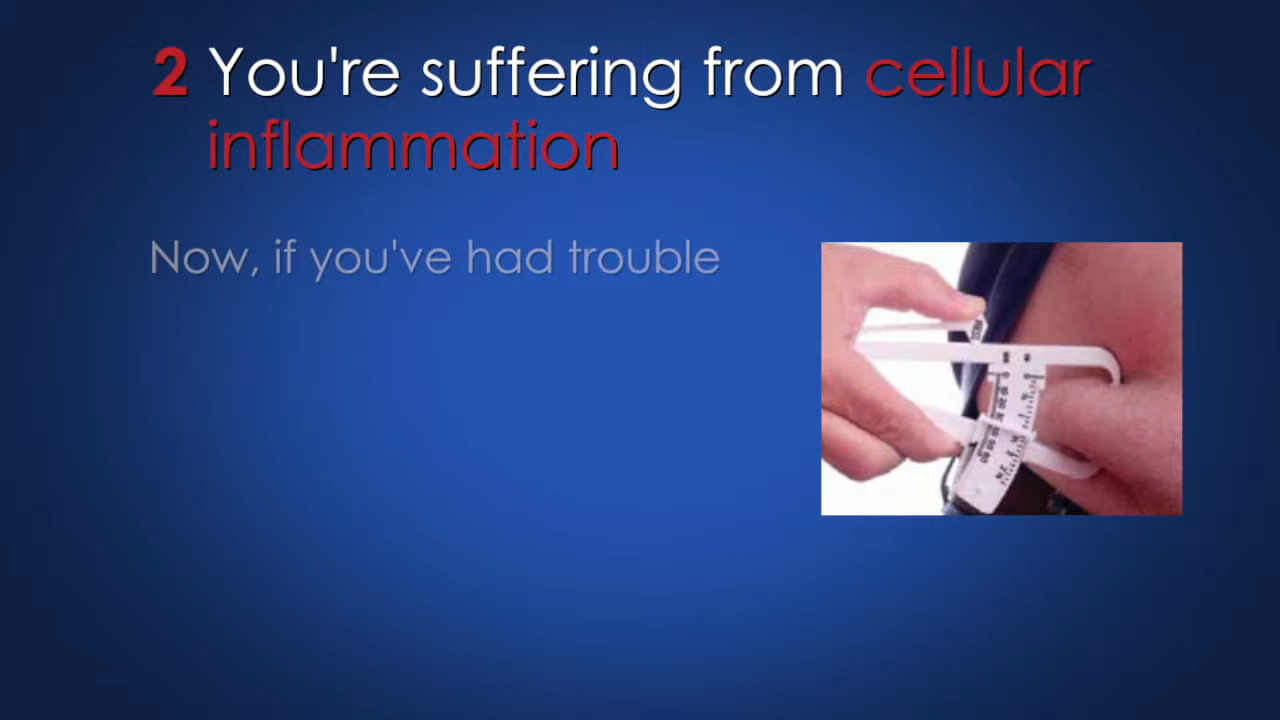 2 You're suffering from cellular
inflammation
Now, if you've had trouble